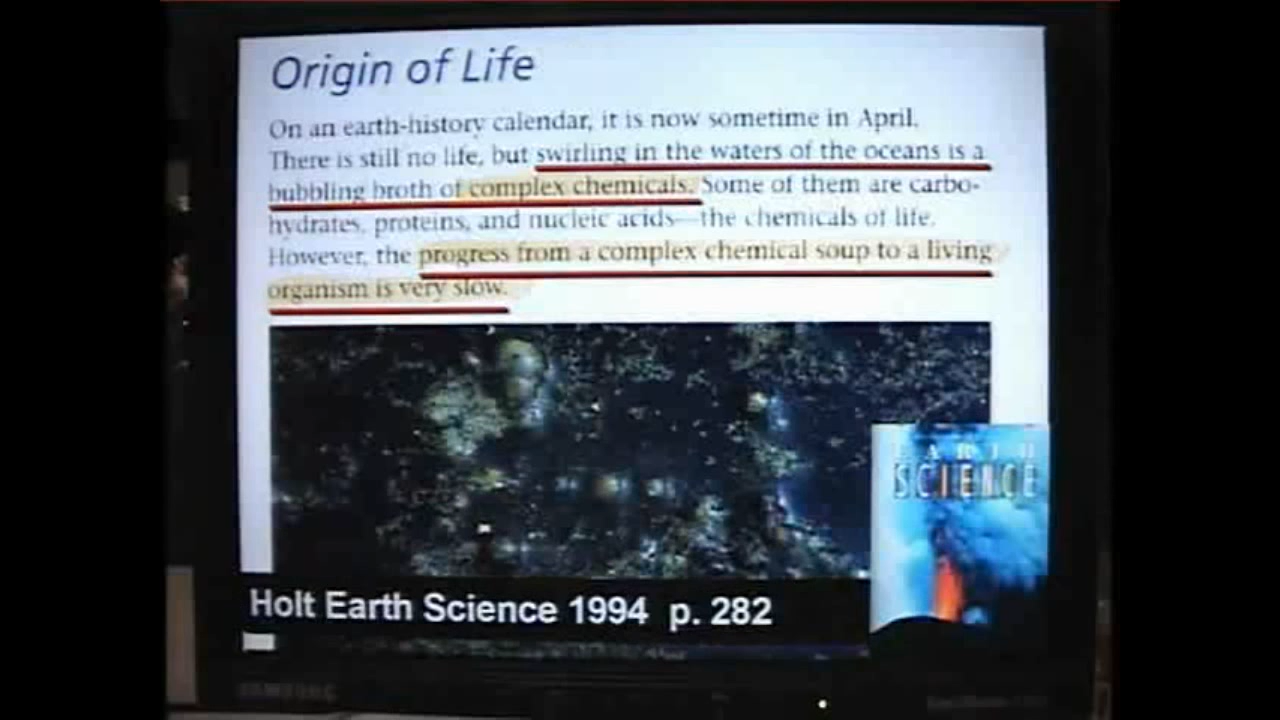 Origin of Life
On an earth-history calendar, it is now sometime in April.
There is still no life, but swirling in the waters of the oceans is a
bubbling broth of complex chemicals. Some of them are carbo-
hydrates, proteins, and nucleic acids—the chemicals of life.
However, the progress from a complex chemical soup to a living
organism is very slow.
EARTH
SCIENCE
Holt Earth Science 1994 p. 282
SAMSUNG